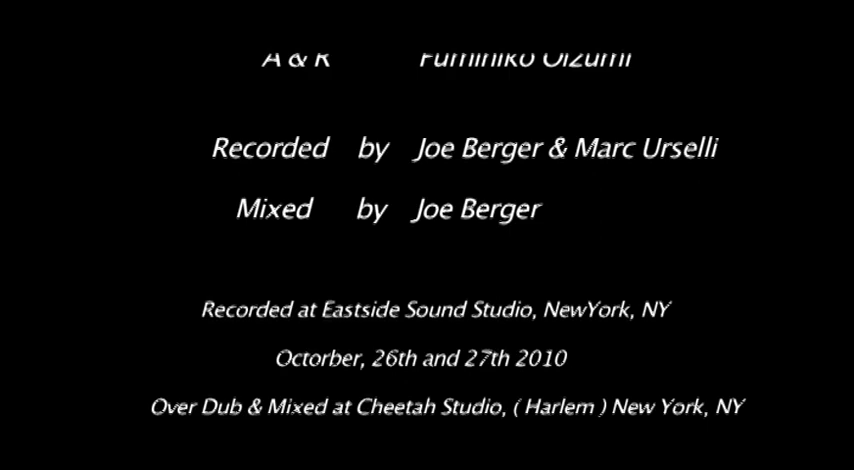 A & R Fumihiko Oizumi
Recorded by Joe Berger & Marc Urselli
Mixed by Joe Berger
Recorded at Eastside Sound Studio, NewYork, NY
Octorber, 26th and 27th 2010
Over Dub & Mixed at Cheetah Studio, ( Harlem ) New York, NY